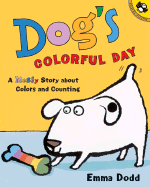 Dog's
COLORFUL DAY
A Messy Story about
Colors and Counting
Emma Dodd